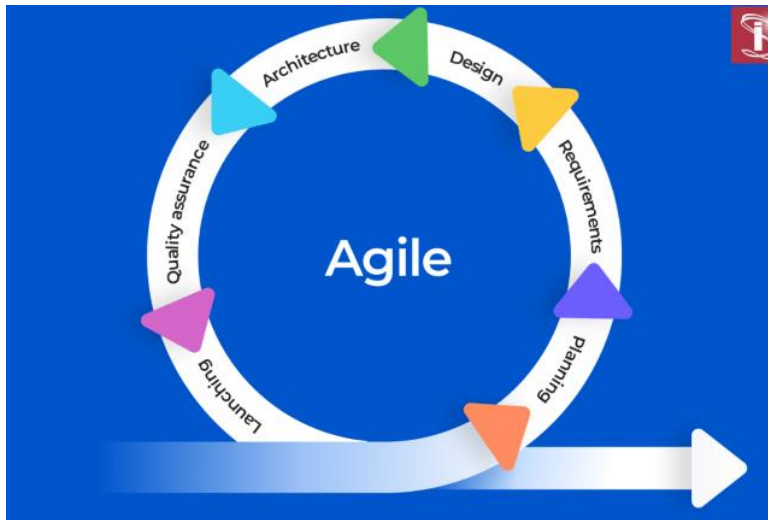 Architecture
Design
Requirements
Planning
Launching
Quality assurance
Agile
i